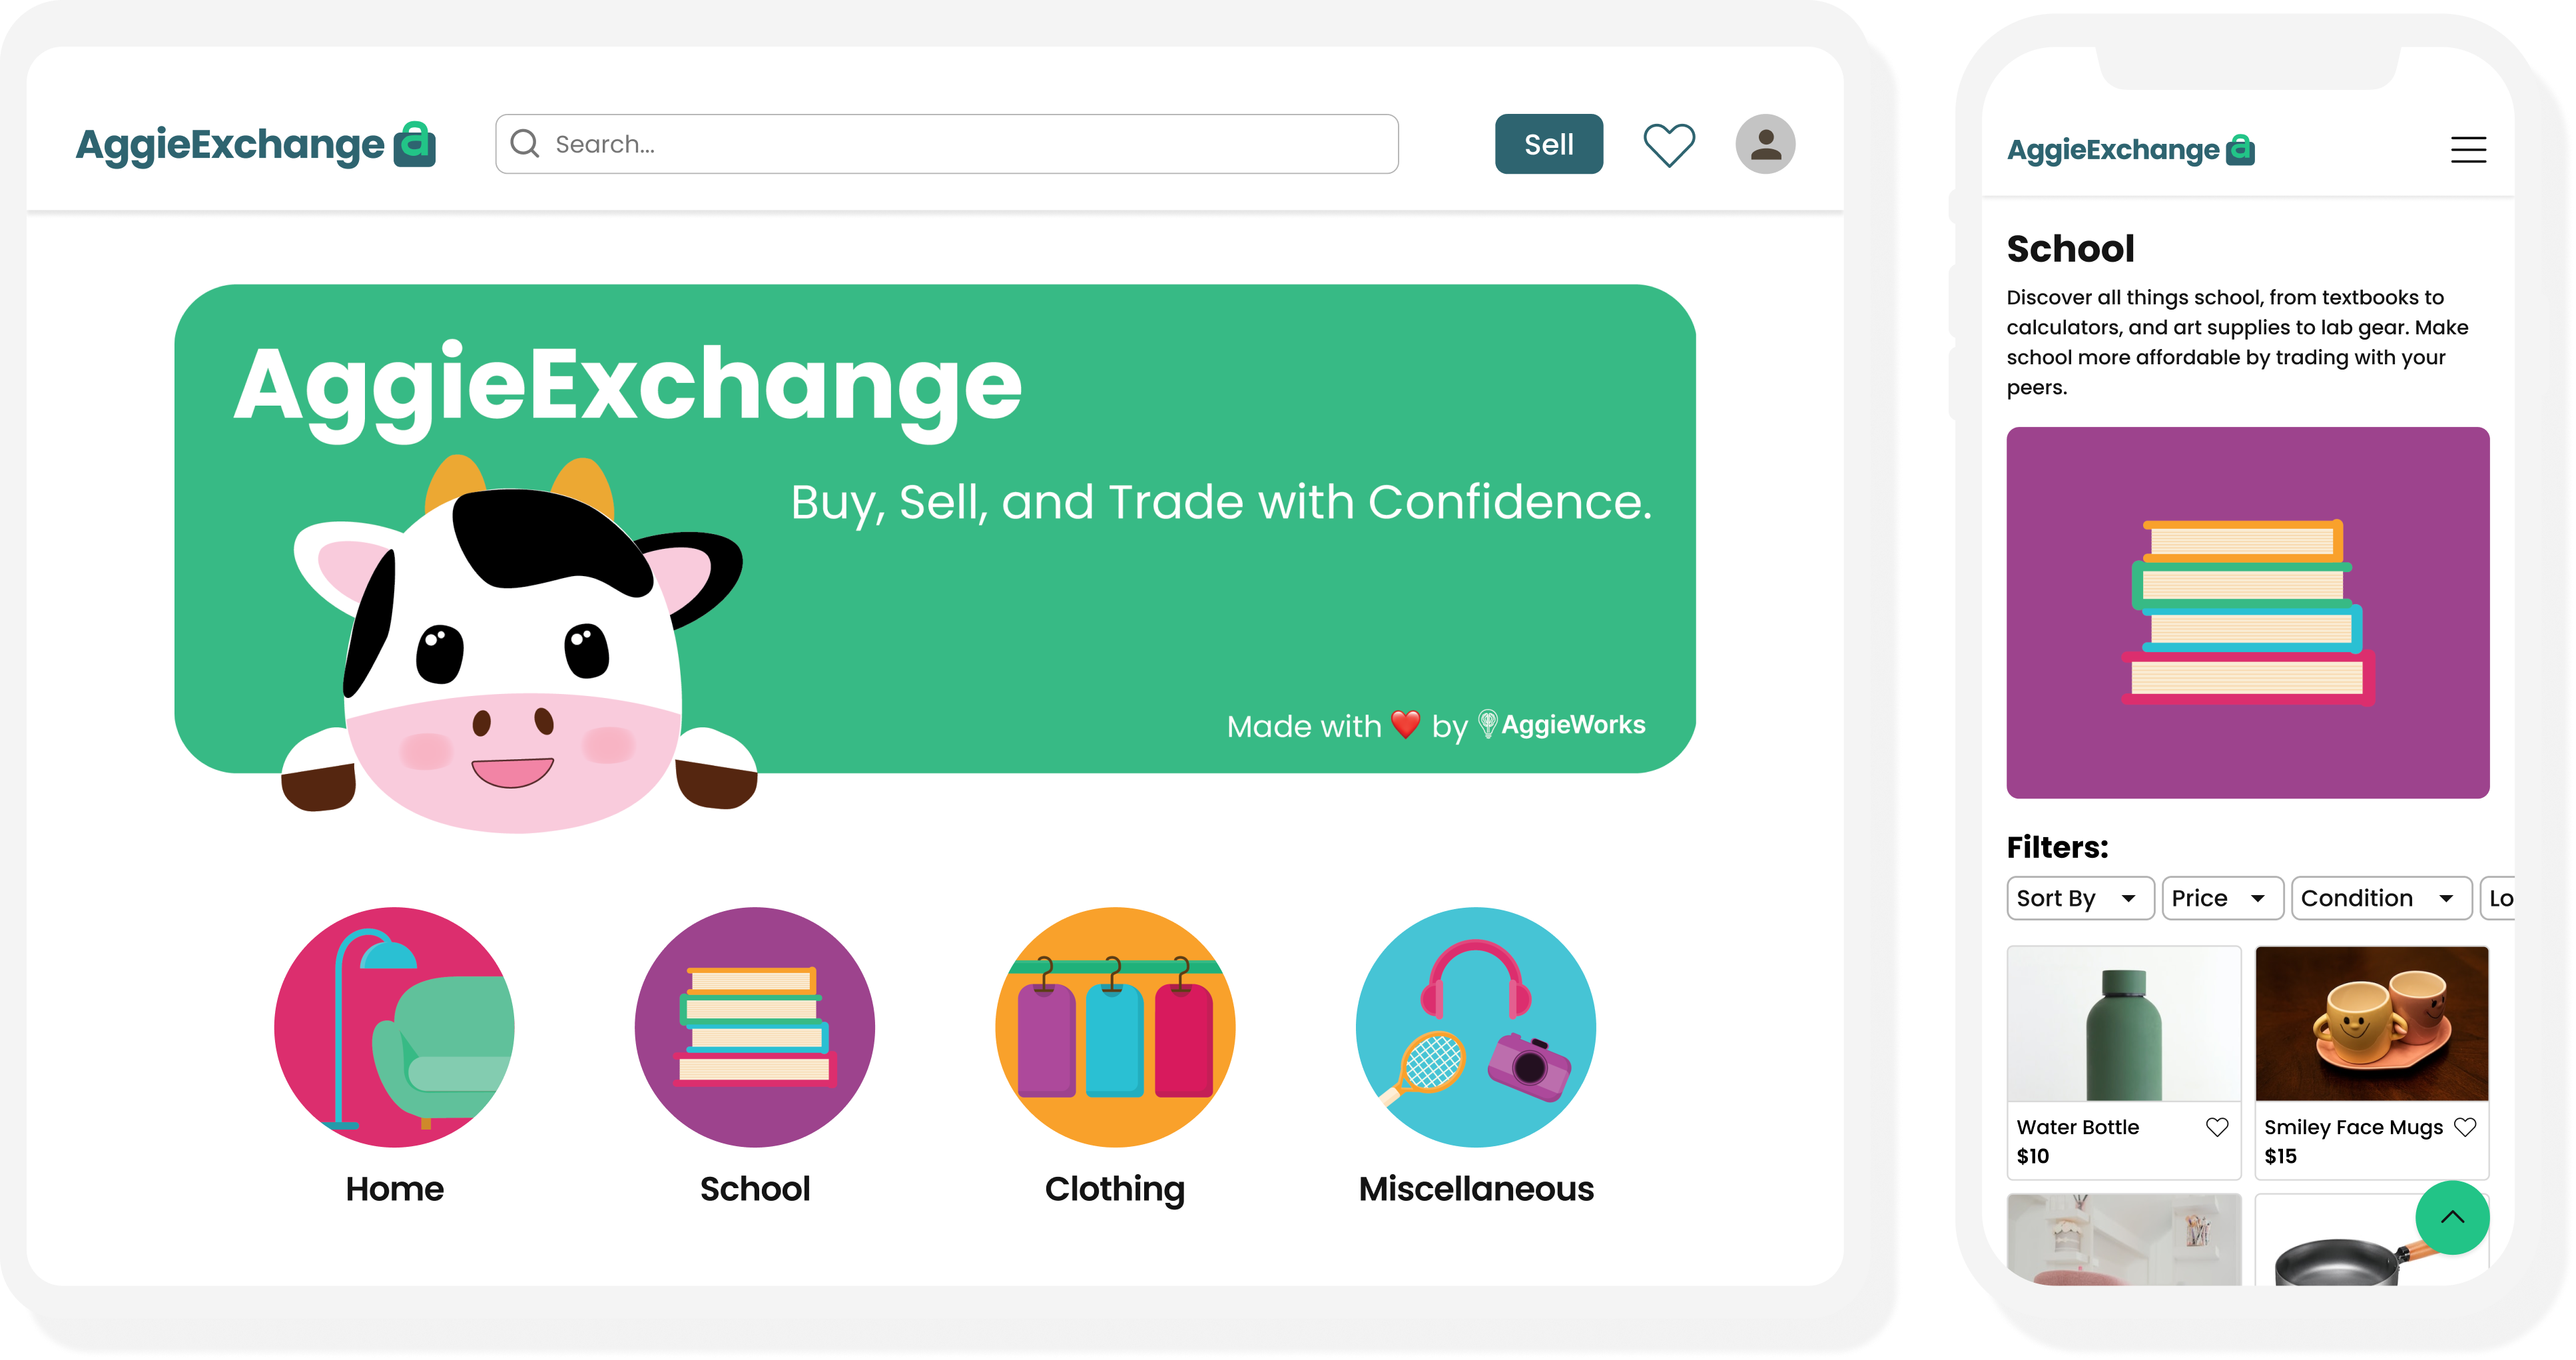 AggieExchange a
Search...
Sell
AggieExchange
Buy, Sell, and Trade with Confidence.
Made with ❤️ by AggieWorks
Home
School
Clothing
Miscellaneous
AggieExchange a
School
Discover all things school, from textbooks to
calculators, and art supplies to lab gear. Make
school more affordable by trading with your
peers.
Filters:
Sort By
Price
Condition
Lo
Water Bottle
$10
Smiley Face Mugs
$15